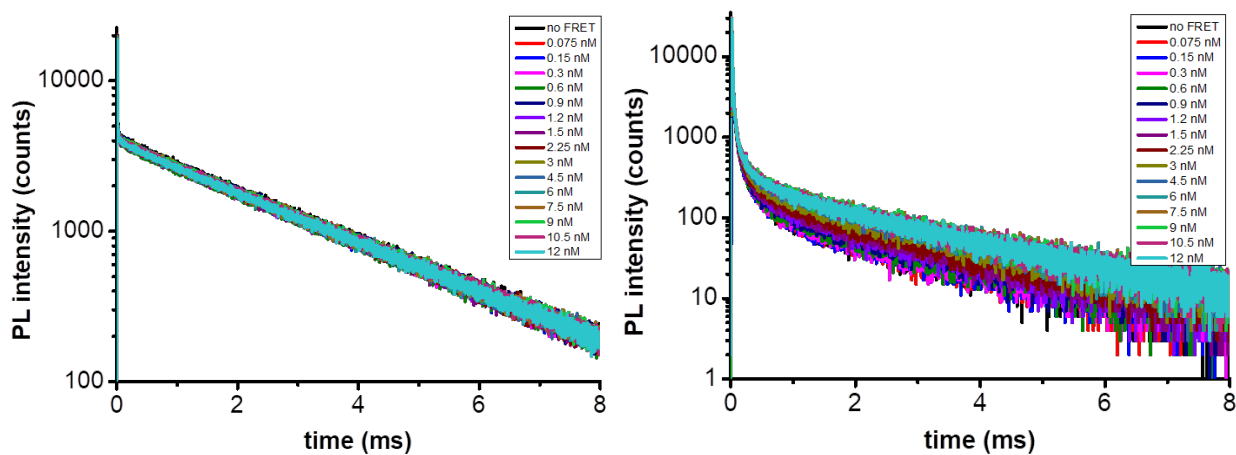 no FRET
0.075 nM
0.15 nM
0.3 nM
0.6 nM
0.9 nM
1.2 nM
1.5 nM
2.25 nM
3 nM
4.5 nM
6 nM
7.5 nM
9 nM
10.5 nM
12 nM
PL intensity (counts)
10000
1000
100
0 2 4 6 8
time (ms)
no FRET
0.075 nM
0.15 nM
0.3 nM
0.6 nM
0.9 nM
1.2 nM
1.5 nM
2.25 nM
3 nM
4.5 nM
6 nM
7.5 nM
9 nM
10.5 nM
12 nM
PL intensity (counts)
10000
1000
100
10
1
0 2 4 6 8
time (ms)